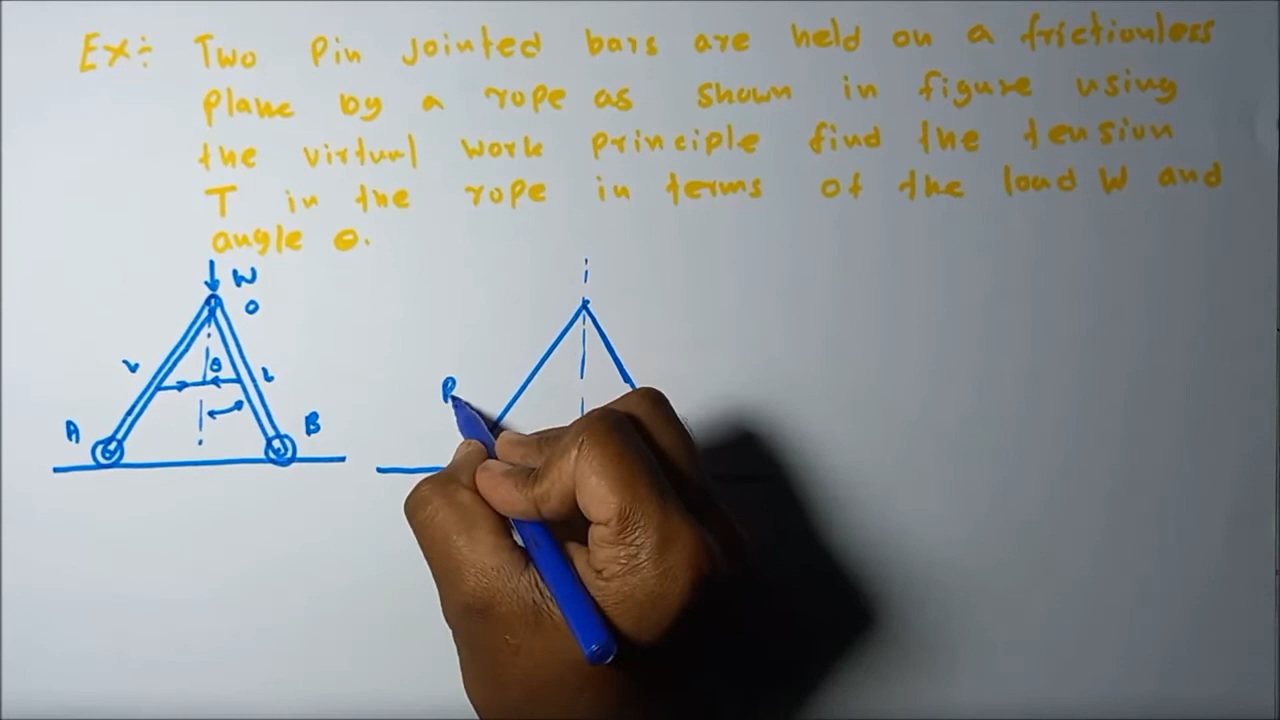 Ex:- Two Pin Jointed bars are held on a frictionless
plane by a rope as shown in figure using
the virtual work principle find the tension
T in the rope in terms of the load W and
angle θ.
W
O
θ
L
A
B